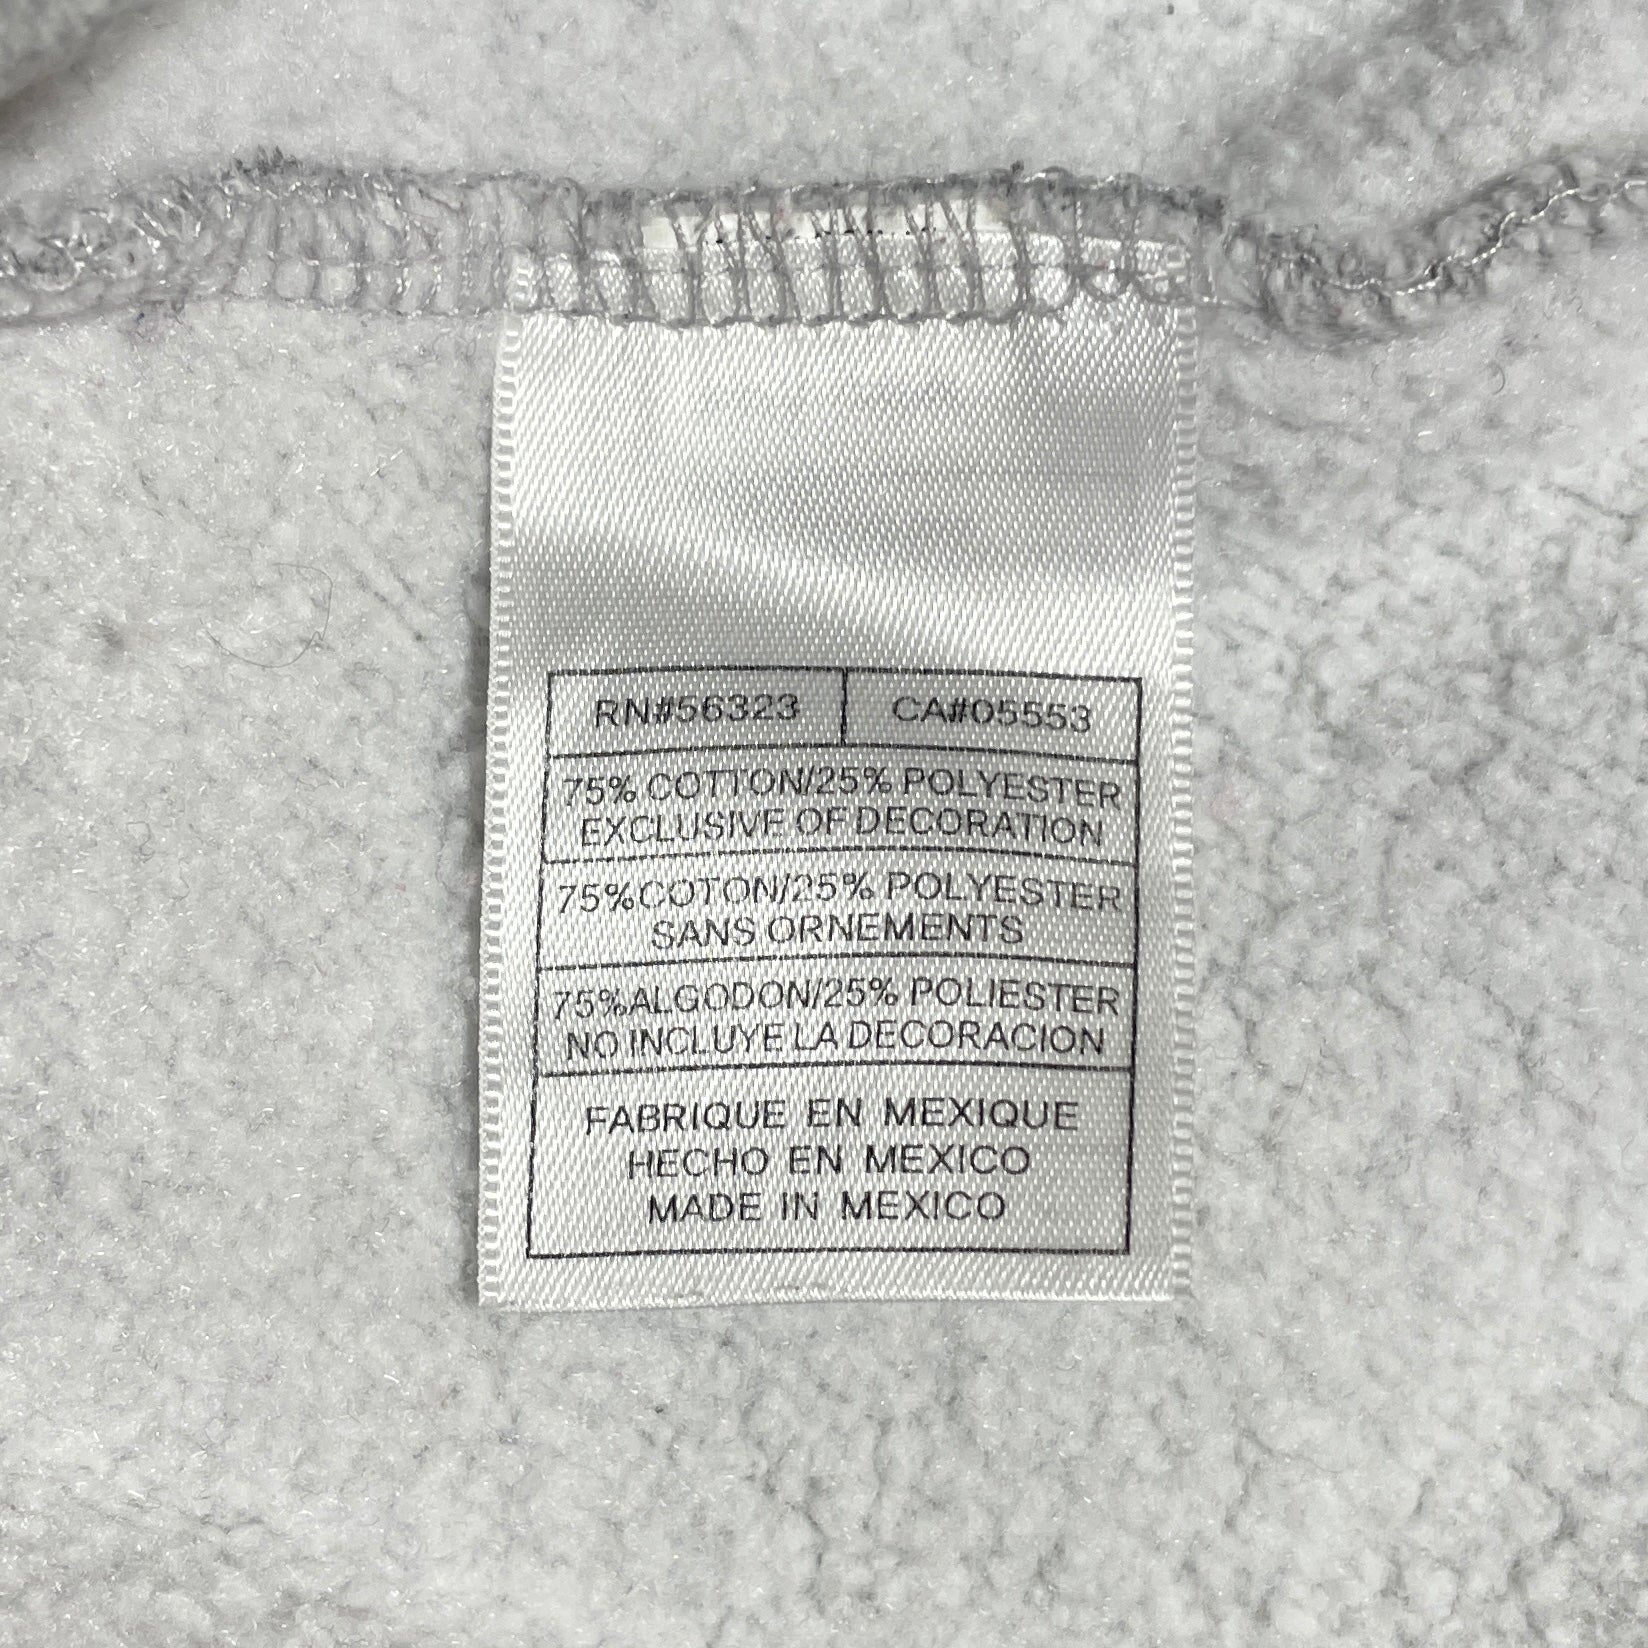 RN#56323 CA#05553
75% COTTON/25% POLYESTER
EXCLUSIVE OF DECORATION
75% COTON/25% POLYESTER
SANS ORNEMENTS
75% ALGODON/25% POLIESTER
NO INCLUYE LA DECORACION
FABRIQUE EN MEXIQUE
HECHO EN MEXICO
MADE IN MEXICO